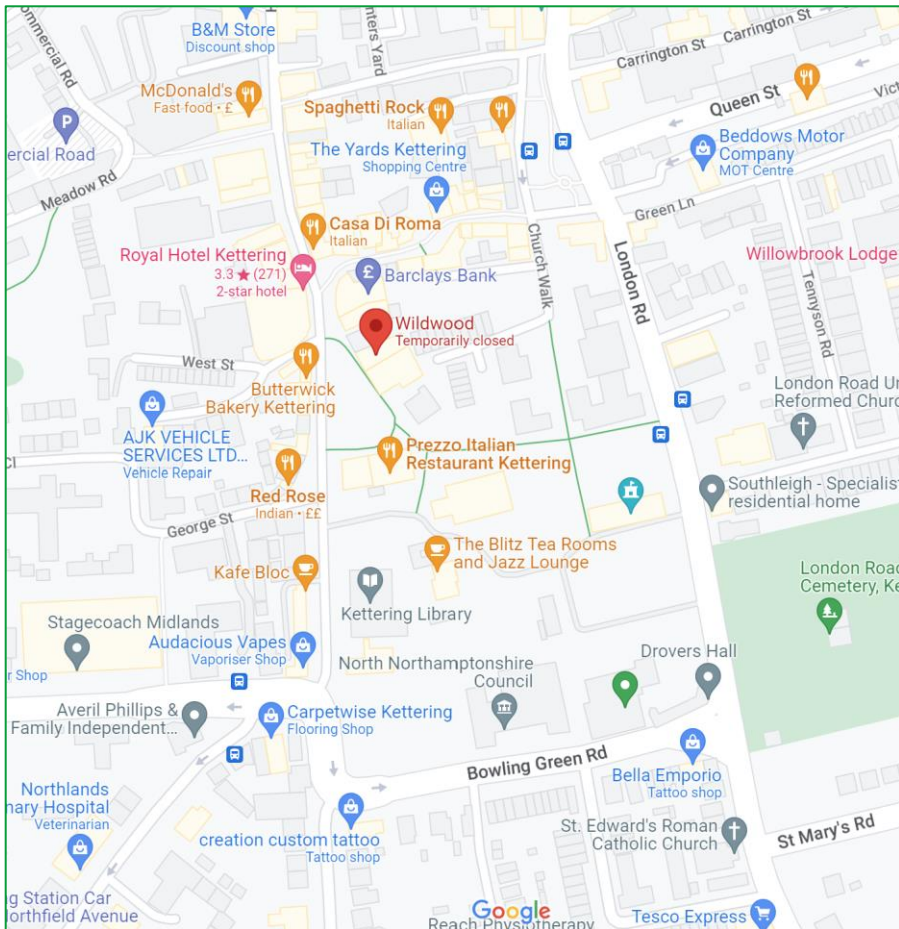 B&M Store
Discount shop
nters Yard
Carrington St
Carrington St
Commercial Rd
McDonald's
Fast food • £
Spaghetti Rock
Italian
Queen St
Vict
P
ercial Road
The Yards Kettering
Shopping Centre
Beddows Motor
Company
MOT Centre
Meadow Rd
Green Ln
Casa Di Roma
Italian
Church Walk
Royal Hotel Kettering
3.3 ★ (271)
2-star hotel
£
Barclays Bank
London Rd
Willowbrook Lodge
Tennyson Rd
Wildwood
Temporarily closed
West St
Butterwick
Bakery Kettering
London Road Un
Reformed Churc
AJK VEHICLE
SERVICES LTD...
Vehicle Repair
Prezzo Italian
Restaurant Kettering
Red Rose
Indian • ££
Southleigh - Specialist
residential home
George St
The Blitz Tea Rooms
and Jazz Lounge
Kafe Bloc
Kettering Library
London Road
Cemetery, Ke
Stagecoach Midlands
r Shop
Audacious Vapes
Vaporiser Shop
North Northamptonshire
Council
Drovers Hall
Averil Phillips &
Family Independent...
Carpetwise Kettering
Flooring Shop
Bowling Green Rd
Bella Emporio
Tattoo shop
Northlands
nary Hospital
Veterinarian
creation custom tattoo
Tattoo shop
St. Edward's Roman
Catholic Church
St Mary's Rd
g Station Car
orthfield Avenue
Google
Reach Physiotherapy
Tesco Express